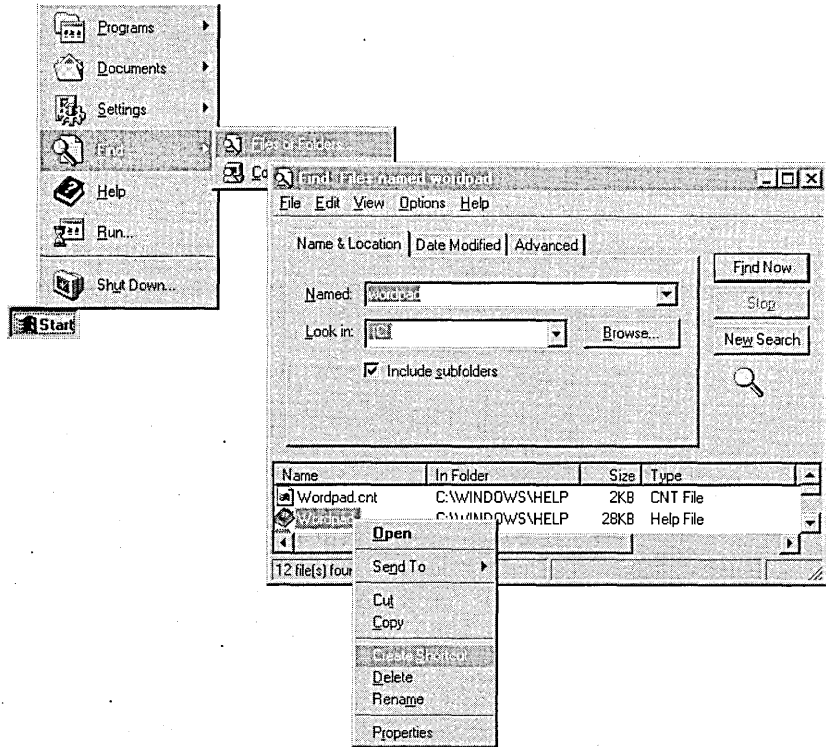 Programs
Documents
Settings
Find
Help
Run...
Shut Down...
Start
Files or Folders...
Find: Files named wordpad
File Edit View Options Help
Name & Location Date Modified Advanced
Named: wordpad
Look in:
Browse...
Include subfolders
Find Now
Stop
New Search
Name In Folder Size Type
Wordpad.cnt C:\WINDOWS\HELP 2KB CNT File
Wordpad C:\WINDOWS\HELP 28KB Help File
12 file(s)
Open
Send To
Cut
Copy
Create Shortcut
Delete
Rename
Properties